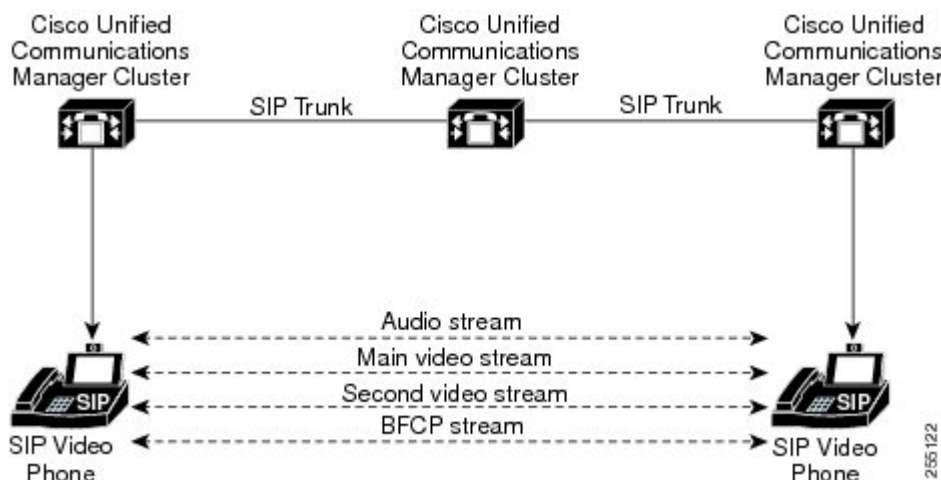 Cisco Unified
Communications
Manager Cluster
Cisco Unified
Communications
Manager Cluster
Cisco Unified
Communications
Manager Cluster
SIP Trunk
SIP Trunk
Audio stream
Main video stream
Second video stream
BFCP stream
SIP
SIP Video
Phone
SIP
SIP Video
Phone
255122